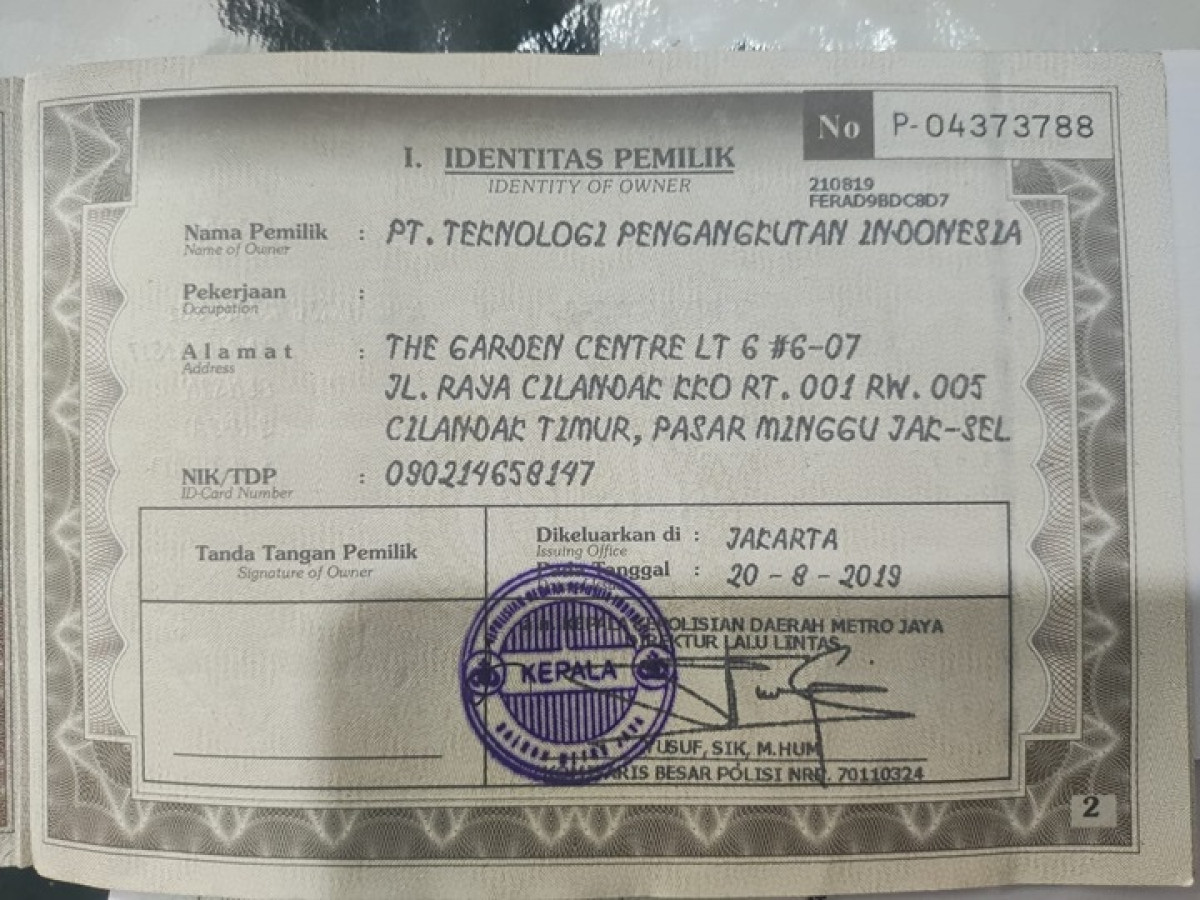 No P-04373788
I. IDENTITAS PEMILIK
IDENTITY OF OWNER
210819
FERAD9BDC8D7
Nama Pemilik : PT. TEKNOLOGI PENGANGKUTAN INDONESIA
Name of Owner
Pekerjaan :
Occupation
Alamat : THE GARDEN CENTRE LT 6 #6-07
Address
JL. RAYA CILANDAK KKO RT. 001 RW. 005
CILANDAK TIMUR, PASAR MINGGU JAK-SEL
NIK/TDP : 090214658147
ID-Card Number
Tanda Tangan Pemilik
Signature of Owner
Dikeluarkan di : JAKARTA
Issuing Office
Tanggal : 20 - 8 - 2019
KEPALA KEPOLISIAN DAERAH METRO JAYA
DIREKTUR LALU LINTAS
KEPALA
YUSUF, SIK, M.HUM
BESAR POLISI NRP. 70110324
2